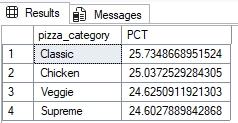 Results Messages
pizza_category PCT
1 Classic 25.7348668951524
2 Chicken 25.0372529284105
3 Veggie 24.6250911921303
4 Supreme 24.6027889842868